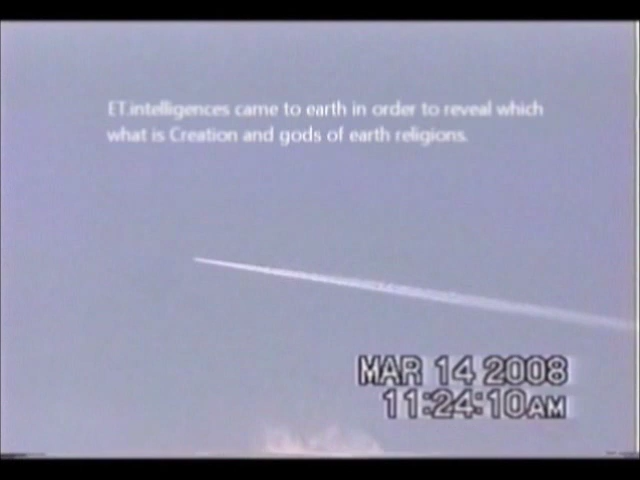 ET.intelligences came to earth in order to reveal which
what is Creation and gods of earth religions.
MAR 14 2008
11:24:10AM